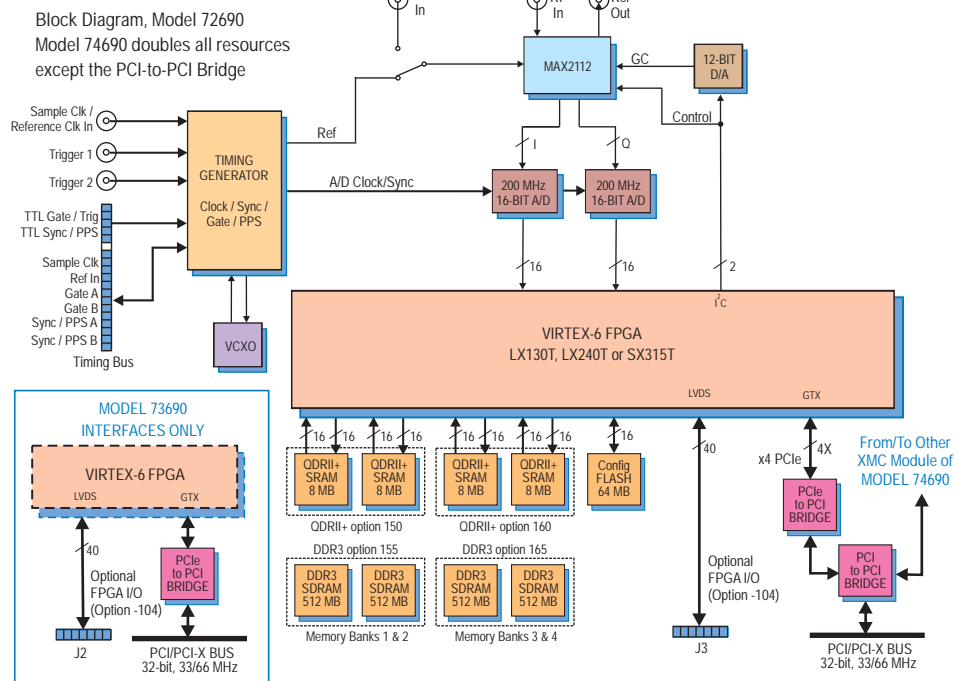 Block Diagram, Model 72690
Model 74690 doubles all resources
except the PCI-to-PCI Bridge
In
In
Out
MAX2112
GC
12-BIT
D/A
Control
Sample Clk /
Reference Clk In
Trigger 1
Trigger 2
TTL Gate / Trig
TTL Sync / PPS
Sample Clk
Ref In
Gate A
Gate B
Sync / PPS A
Sync / PPS B
Timing Bus
TIMING
GENERATOR
Clock / Sync /
Gate / PPS
VCXO
Ref
A/D Clock/Sync
I
Q
200 MHz
16-BIT A/D
200 MHz
16-BIT A/D
16
16
2
I²C
VIRTEX-6 FPGA
LX130T, LX240T or SX315T
LVDS
GTX
16
16
16
16
16
16
16
16
16
40
4X
x4 PCIe
QDRII+
SRAM
8 MB
QDRII+
SRAM
8 MB
QDRII+
SRAM
8 MB
QDRII+
SRAM
8 MB
Config
FLASH
64 MB
QDRII+ option 150
QDRII+ option 160
DDR3 option 155
DDR3 option 165
DDR3
SDRAM
512 MB
DDR3
SDRAM
512 MB
DDR3
SDRAM
512 MB
DDR3
SDRAM
512 MB
Memory Banks 1 & 2
Memory Banks 3 & 4
Optional
FPGA I/O
(Option -104)
J3
From/To Other
XMC Module of
MODEL 74690
PCIe
to PCI
BRIDGE
PCI
to PCI
BRIDGE
PCI/PCI-X BUS
32-bit, 33/66 MHz
MODEL 73690
INTERFACES ONLY
VIRTEX-6 FPGA
LVDS
GTX
40
Optional
FPGA I/O
(Option -104)
PCIe
to PCI
BRIDGE
J2
PCI/PCI-X BUS
32-bit, 33/66 MHz